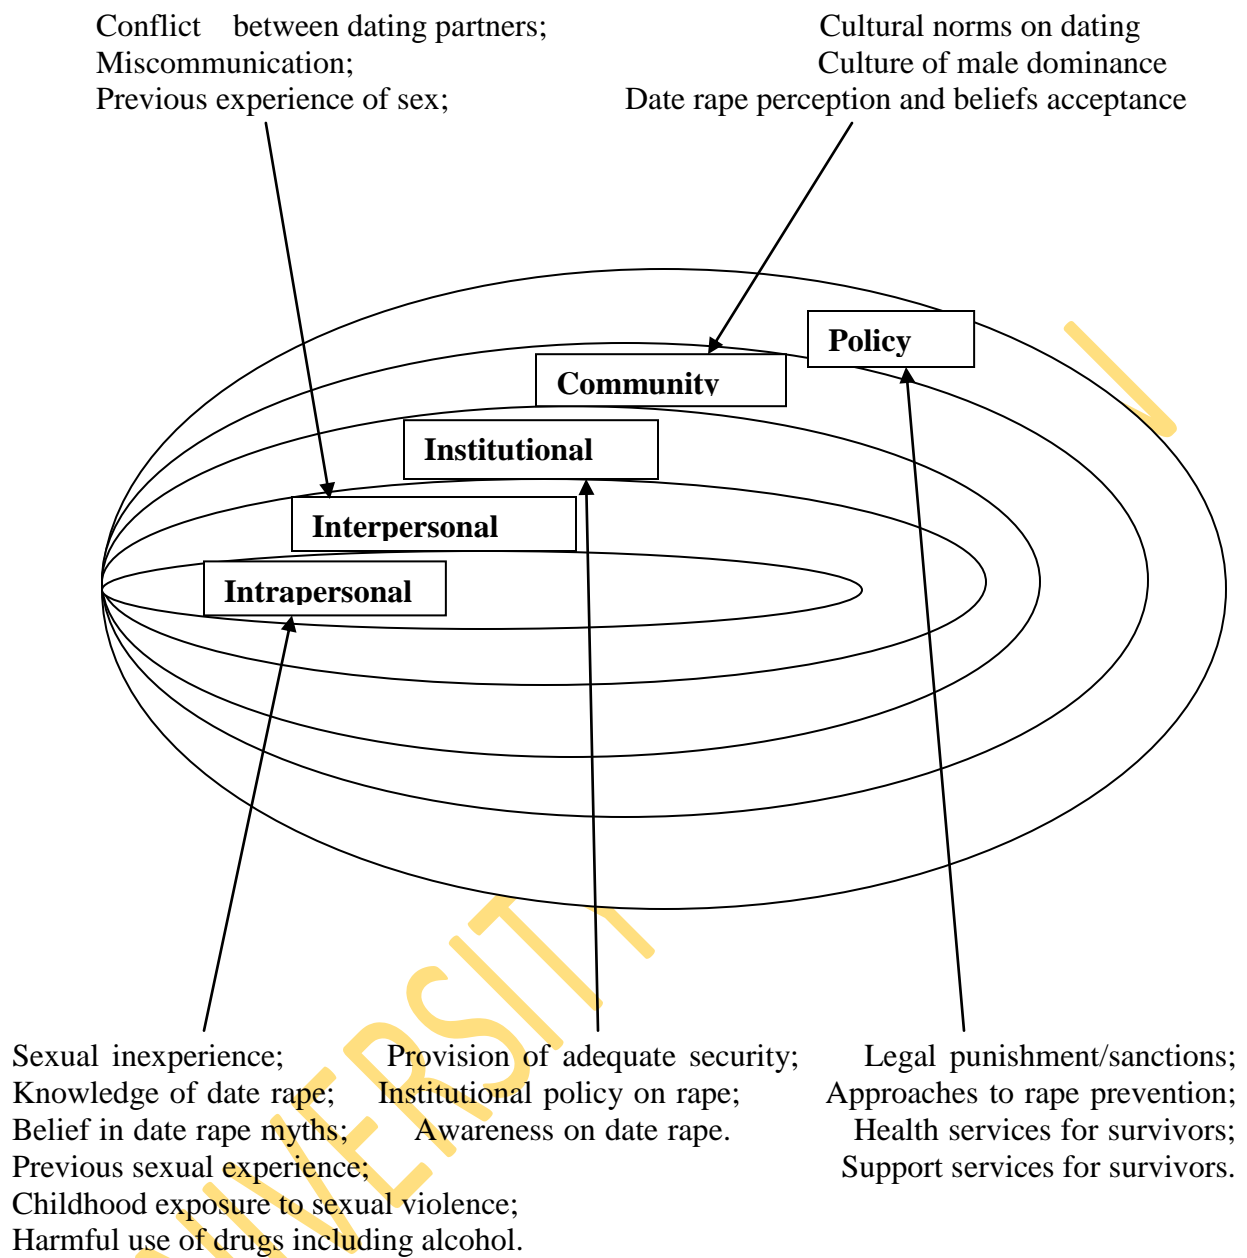 Conflict between dating partners;
Miscommunication;
Previous experience of sex;
Cultural norms on dating
Culture of male dominance
Date rape perception and beliefs acceptance
Policy
Community
Institutional
Interpersonal
Intrapersonal
Sexual inexperience;
Knowledge of date rape;
Belief in date rape myths;
Previous sexual experience;
Childhood exposure to sexual violence;
Harmful use of drugs including alcohol.
Provision of adequate security;
Institutional policy on rape;
Awareness on date rape.
Legal punishment/sanctions;
Approaches to rape prevention;
Health services for survivors;
Support services for survivors.